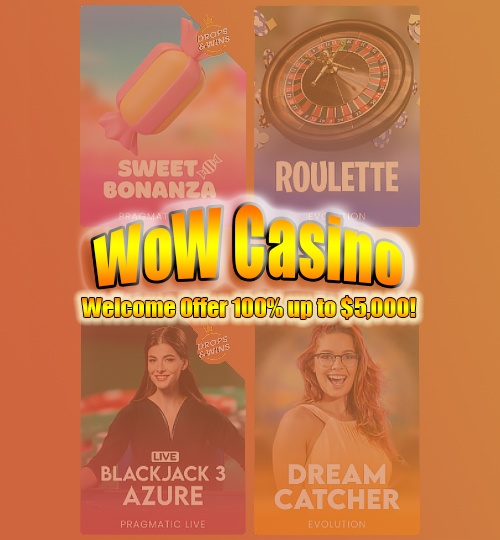 DROPS
&WINS
SWEET
BONANZA
PRAGMA
ROULETTE
EVOLUTION
WoW Casino
Welcome Offer 100% up to $5,000!
DROPS
&WINS
LIVE
BLACKJACK 3
AZURE
PRAGMATIC LIVE
DREAM
CATCHER
EVOLUTION